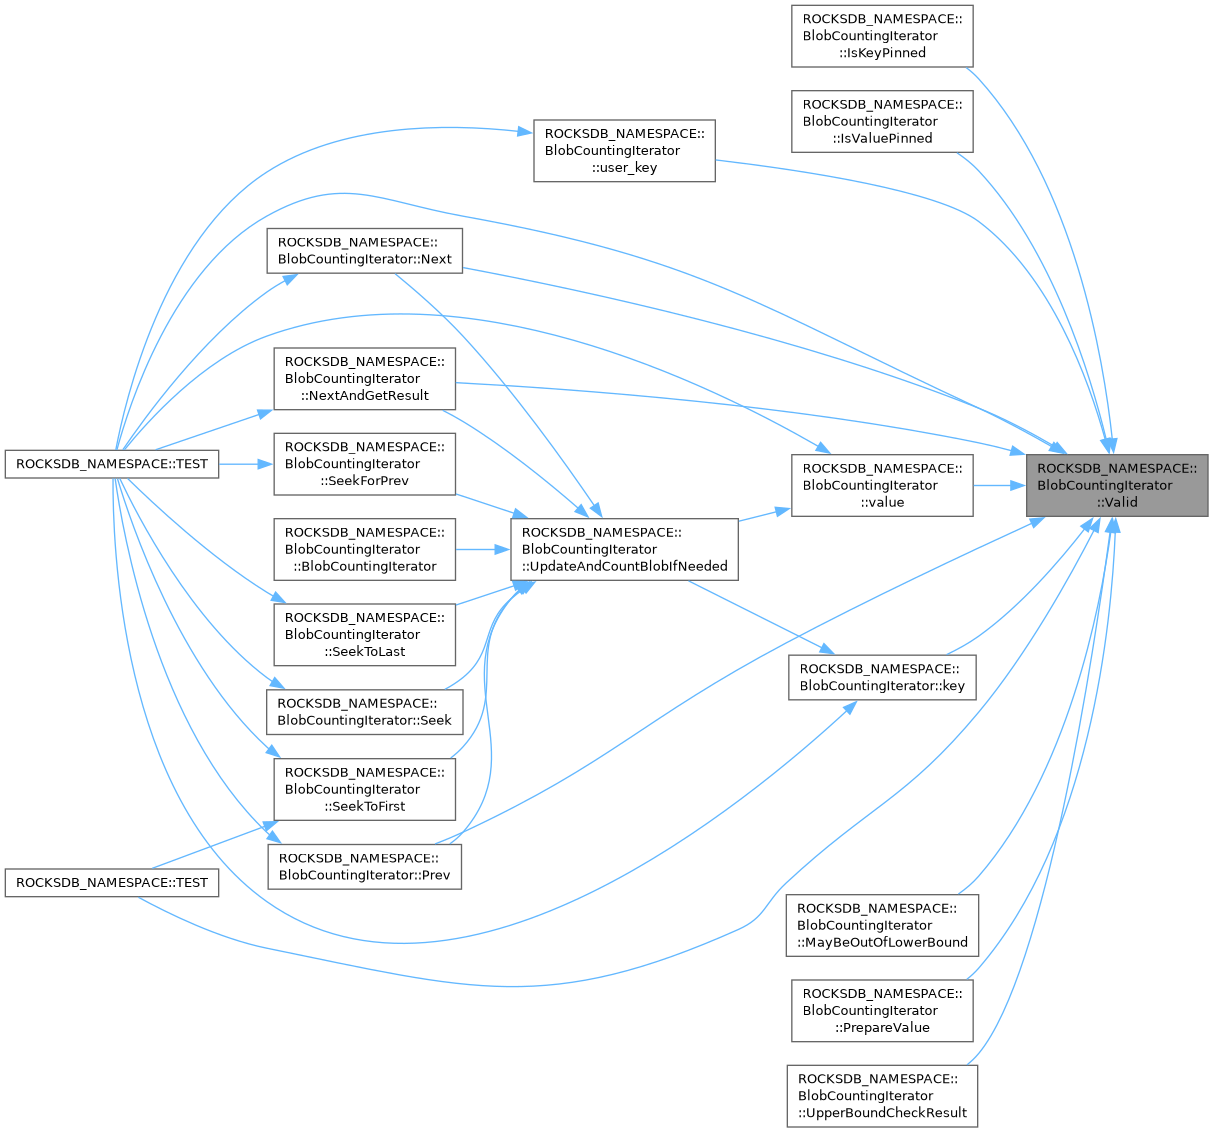 ROCKSDB_NAMESPACE::
BlobCountingIterator
::IsKeyPinned
ROCKSDB_NAMESPACE::
BlobCountingIterator
::IsValuePinned
ROCKSDB_NAMESPACE::
BlobCountingIterator
::user_key
ROCKSDB_NAMESPACE::
BlobCountingIterator::Next
ROCKSDB_NAMESPACE::
BlobCountingIterator
::NextAndGetResult
ROCKSDB_NAMESPACE::TEST
ROCKSDB_NAMESPACE::
BlobCountingIterator
::SeekForPrev
ROCKSDB_NAMESPACE::
BlobCountingIterator
::value
ROCKSDB_NAMESPACE::
BlobCountingIterator
::Valid
ROCKSDB_NAMESPACE::
BlobCountingIterator
::BlobCountingIterator
ROCKSDB_NAMESPACE::
BlobCountingIterator
::UpdateAndCountBlobIfNeeded
ROCKSDB_NAMESPACE::
BlobCountingIterator
::SeekToLast
ROCKSDB_NAMESPACE::
BlobCountingIterator::key
ROCKSDB_NAMESPACE::
BlobCountingIterator::Seek
ROCKSDB_NAMESPACE::
BlobCountingIterator
::SeekToFirst
ROCKSDB_NAMESPACE::
BlobCountingIterator::Prev
ROCKSDB_NAMESPACE::TEST
ROCKSDB_NAMESPACE::
BlobCountingIterator
::MayBeOutOfLowerBound
ROCKSDB_NAMESPACE::
BlobCountingIterator
::PrepareValue
ROCKSDB_NAMESPACE::
BlobCountingIterator
::UpperBoundCheckResult